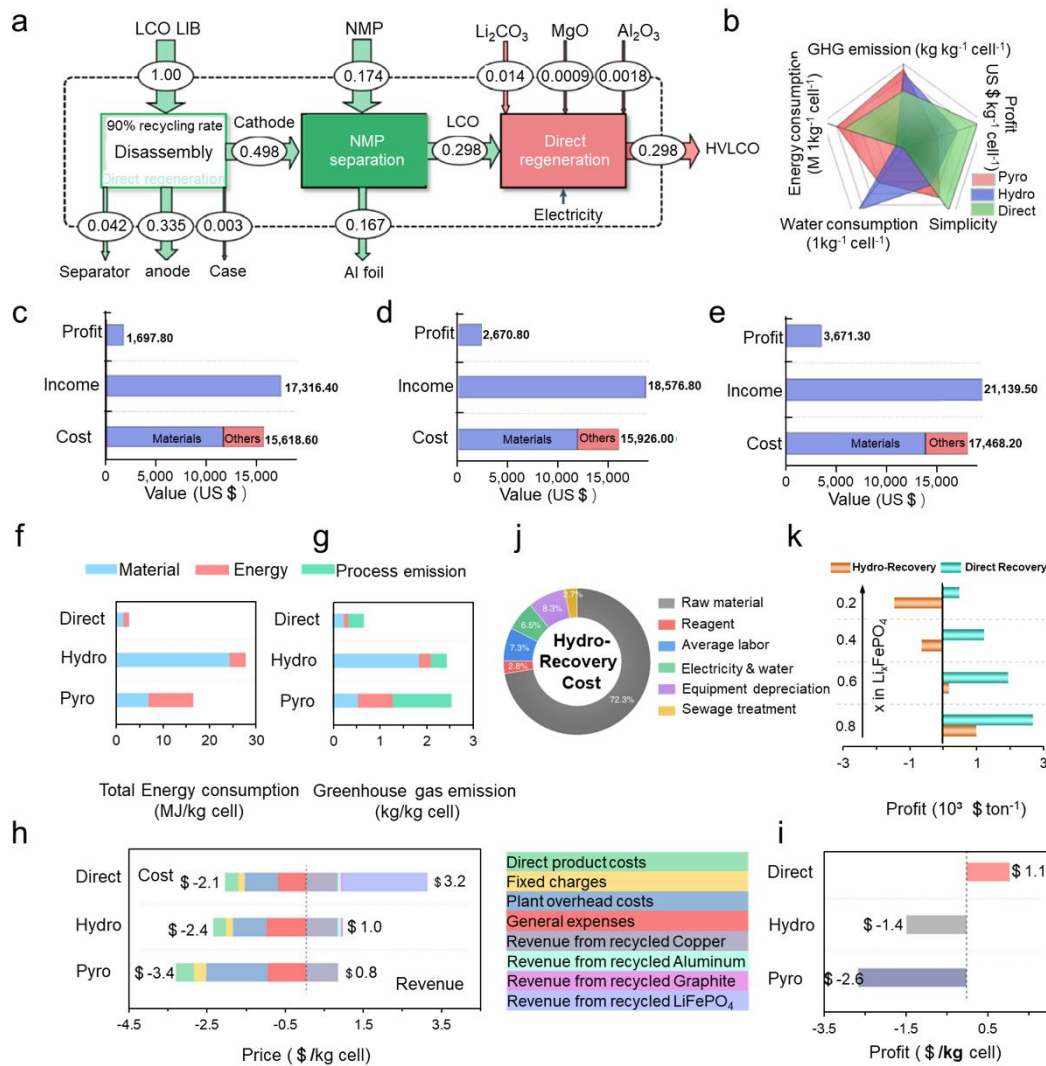 a
LCO LIB
NMP
Li₂CO₃
MgO
Al₂O₃
1.00
0.174
0.014
0.0009
0.0018
90% recycling rate
Disassembly
Direct regeneration
Cathode
0.498
NMP
separation
LCO
0.298
Direct
regeneration
0.298
HVLCO
Electricity
0.042
0.335
0.003
0.167
Separator
anode
Case
Al foil
b
GHG emission (kg kg⁻¹ cell⁻¹)
Profit
US $ kg⁻¹ cell⁻¹)
Energy consumption
(M 1kg⁻¹ cell⁻¹)
Water consumption
(1kg⁻¹ cell⁻¹)
Simplicity
Pyro
Hydro
Direct
c
Profit
1,697.80
Income
17,316.40
Cost
Materials
Others
15,618.60
0
5,000
10,000
15,000
Value (US $ )
d
Profit
2,670.80
Income
18,576.80
Cost
Materials
Others
15,926.00
0
5,000
10,000
15,000
Value (US $ )
e
Profit
3,671.30
Income
21,139.50
Cost
Materials
Others
17,468.20
0
5,000
10,000
15,000
Value (US $ )
f
g
Material
Energy
Process emission
Direct
Hydro
Pyro
0
10
20
30
Total Energy consumption
(MJ/kg cell)
Direct
Hydro
Pyro
0
1
2
3
Greenhouse gas emission
(kg/kg cell)
j
2.7%
8.3%
6.5%
7.3%
2.8%
72.3%
Hydro-
Recovery
Cost
Raw material
Reagent
Average labor
Electricity & water
Equipment depreciation
Sewage treatment
k
Hydro-Recovery
Direct Recovery
x in LiₓFePO₄
0.2
0.4
0.6
0.8
-3
-1
1
3
Profit (10³ $ ton⁻¹)
h
Direct
Cost
$ -2.1
$ 3.2
Hydro
$ -2.4
$ 1.0
Pyro
$ -3.4
$ 0.8
Revenue
-4.5
-2.5
-0.5
1.5
3.5
Price ( $ /kg cell)
Direct product costs
Fixed charges
Plant overhead costs
General expenses
Revenue from recycled Copper
Revenue from recycled Aluminum
Revenue from recycled Graphite
Revenue from recycled LiFePO₄
i
Direct
$ 1.1
Hydro
$ -1.4
Pyro
$ -2.6
-3.5
-1.5
0.5
Profit ( $ /kg cell)